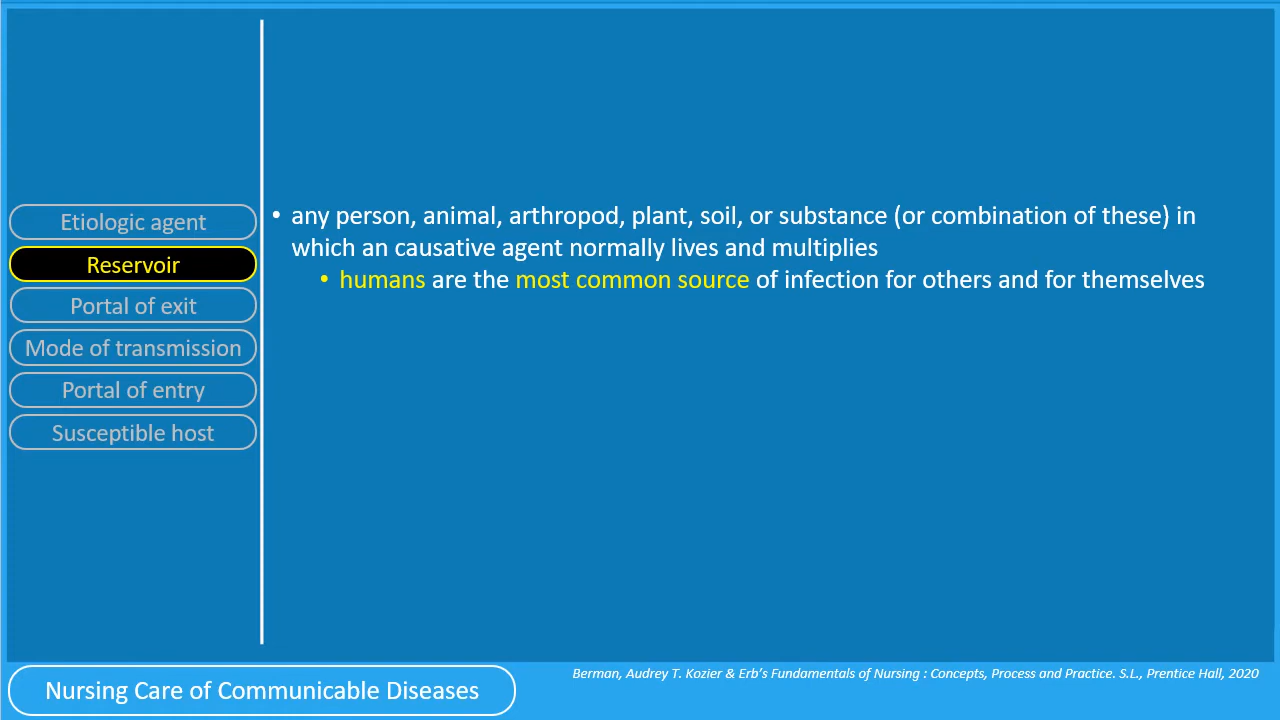 Etiologic agent
Reservoir
Portal of exit
Mode of transmission
Portal of entry
Susceptible host
• any person, animal, arthropod, plant, soil, or substance (or combination of these) in
which an causative agent normally lives and multiplies
• humans are the most common source of infection for others and for themselves
Nursing Care of Communicable Diseases
Berman, Audrey T. Kozier & Erb's Fundamentals of Nursing : Concepts, Process and Practice. S.L., Prentice Hall, 2020